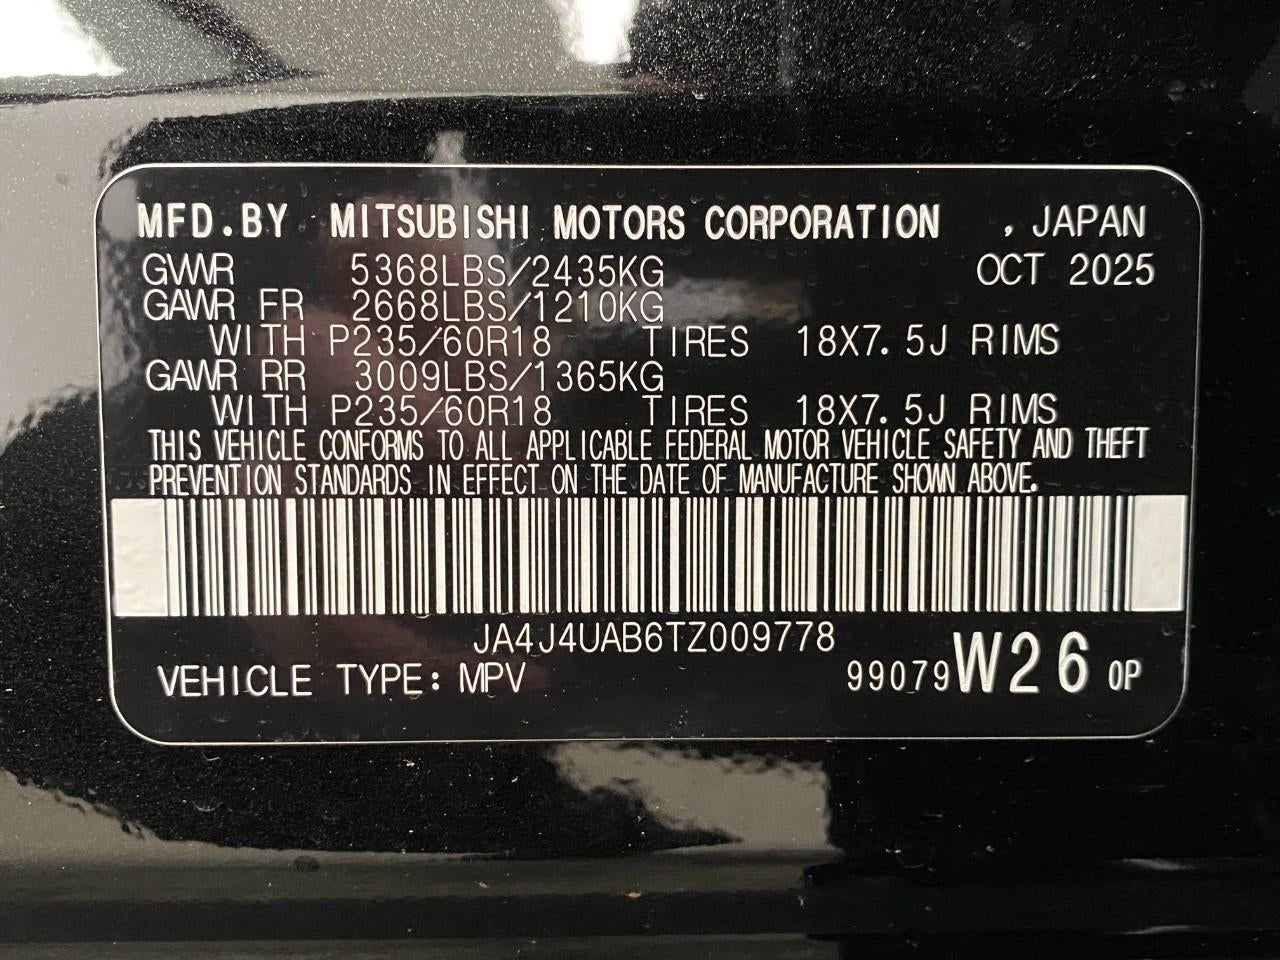 MFD.BY MITSUBISHI MOTORS CORPORATION , JAPAN
GVWR 5368LBS/2435KG OCT 2025
GAWR FR 2668LBS/1210KG
WITH P235/60R18 TIRES 18X7.5J RIMS
GAWR RR 3009LBS/1365KG
WITH P235/60R18 TIRES 18X7.5J RIMS
THIS VEHICLE CONFORMS TO ALL APPLICABLE FEDERAL MOTOR VEHICLE SAFETY AND THEFT
PREVENTION STANDARDS IN EFFECT ON THE DATE OF MANUFACTURE SHOWN ABOVE.
JA4J4UAB6TZ009778
VEHICLE TYPE: MPV 99079 W26 OP